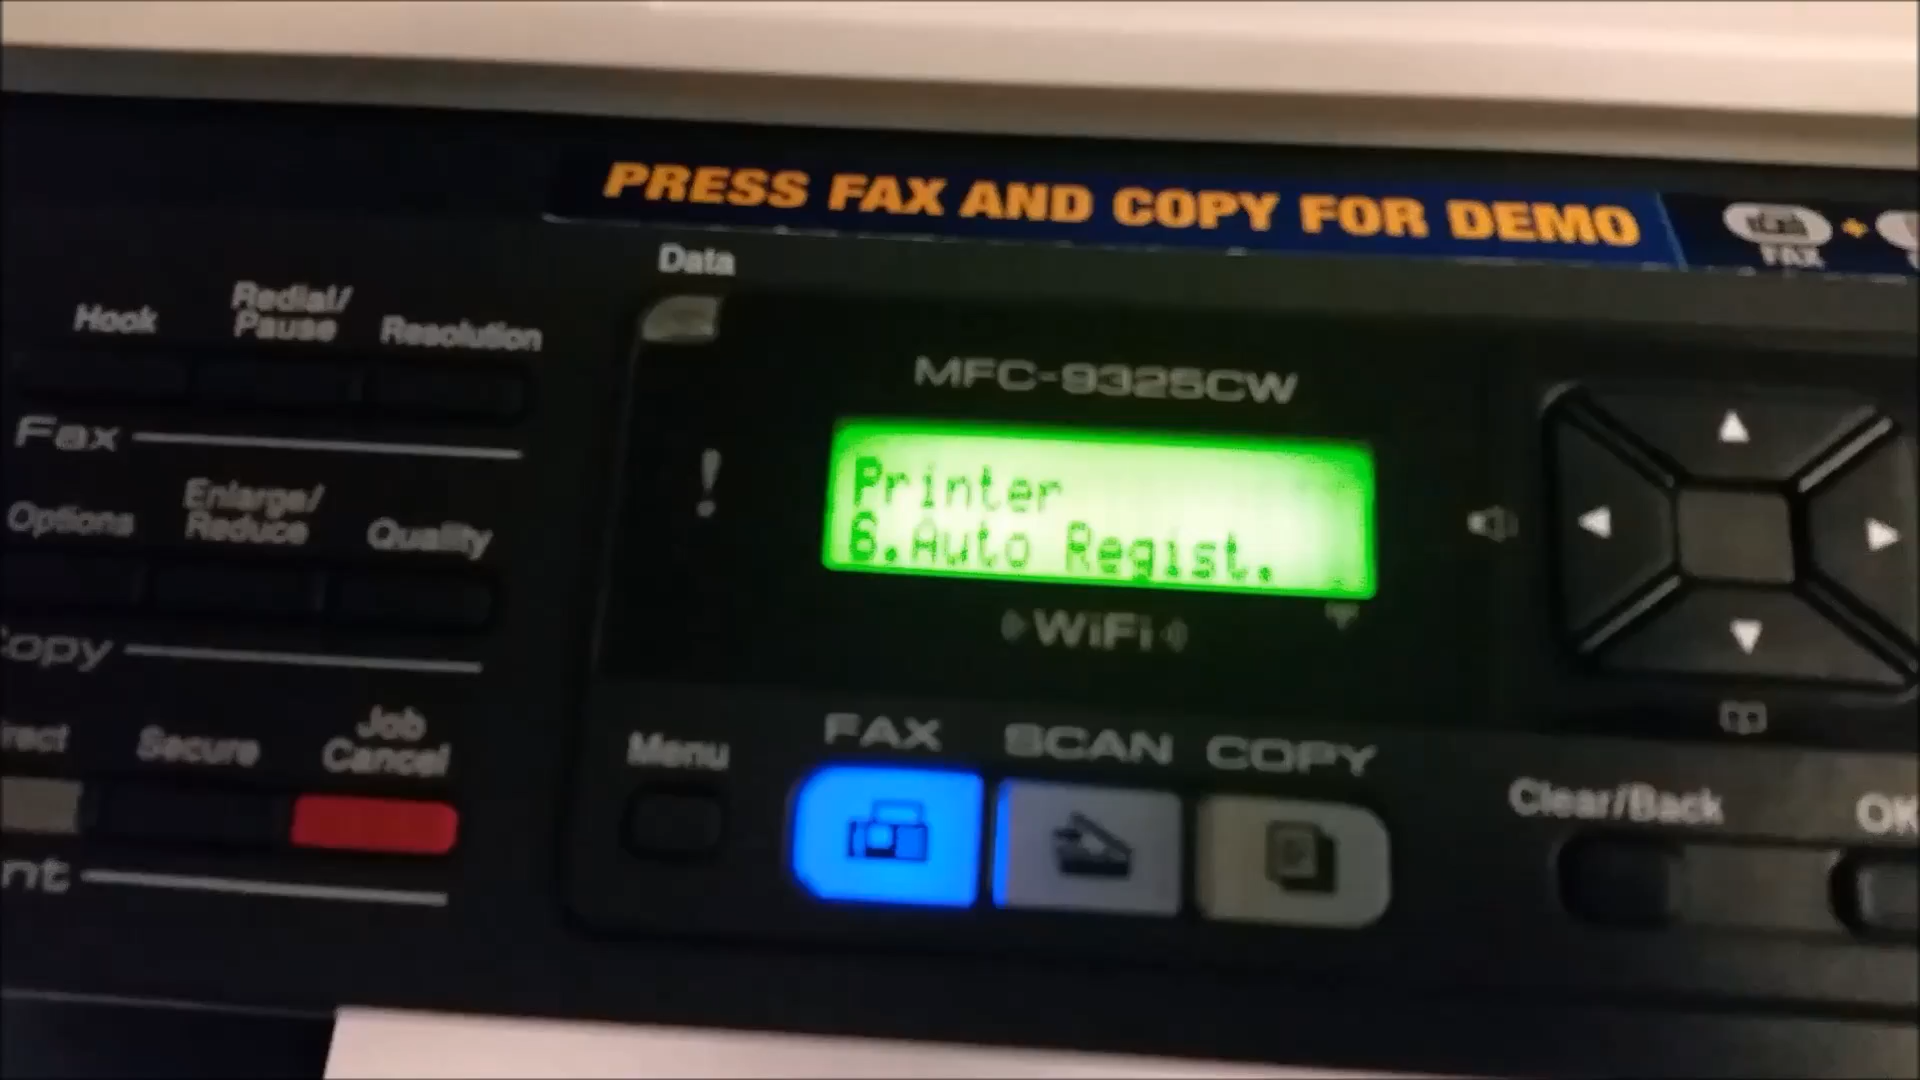 PRESS FAX AND COPY FOR DEMO
FAX
Data
Hook
Redial/
Pause
Resolution
MFC-9325CW
Fax
Printer
6.Auto Regist.
Options
Enlarge/
Reduce
Quality
WiFi
Copy
Secure
Job
Cancel
Menu
FAX
SCAN
COPY
Clear/Back
OK